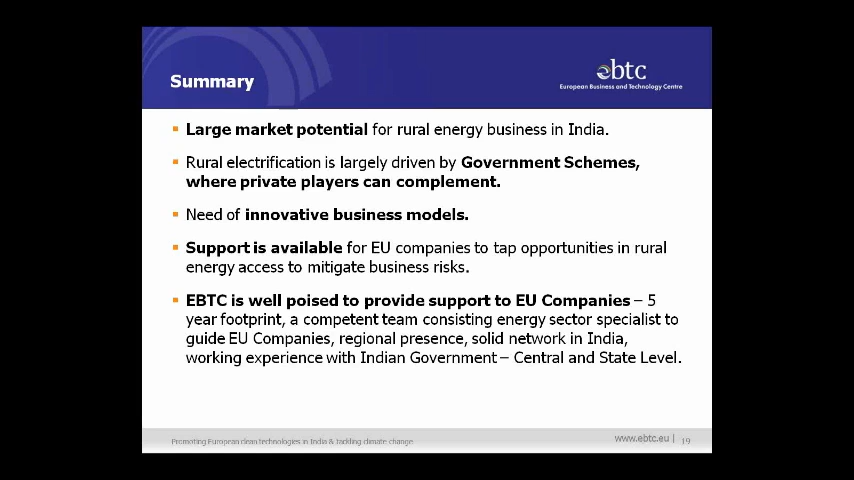 Summary
ebtc
European Business and Technology Centre
Large market potential for rural energy business in India.
Rural electrification is largely driven by Government Schemes,
where private players can complement.
Need of innovative business models.
Support is available for EU companies to tap opportunities in rural
energy access to mitigate business risks.
EBTC is well poised to provide support to EU Companies – 5
year footprint, a competent team consisting energy sector specialist to
guide EU Companies, regional presence, solid network in India,
working experience with Indian Government – Central and State Level.
Promoting European clean technologies in India & tackling climate change
www.ebtc.eu | 19